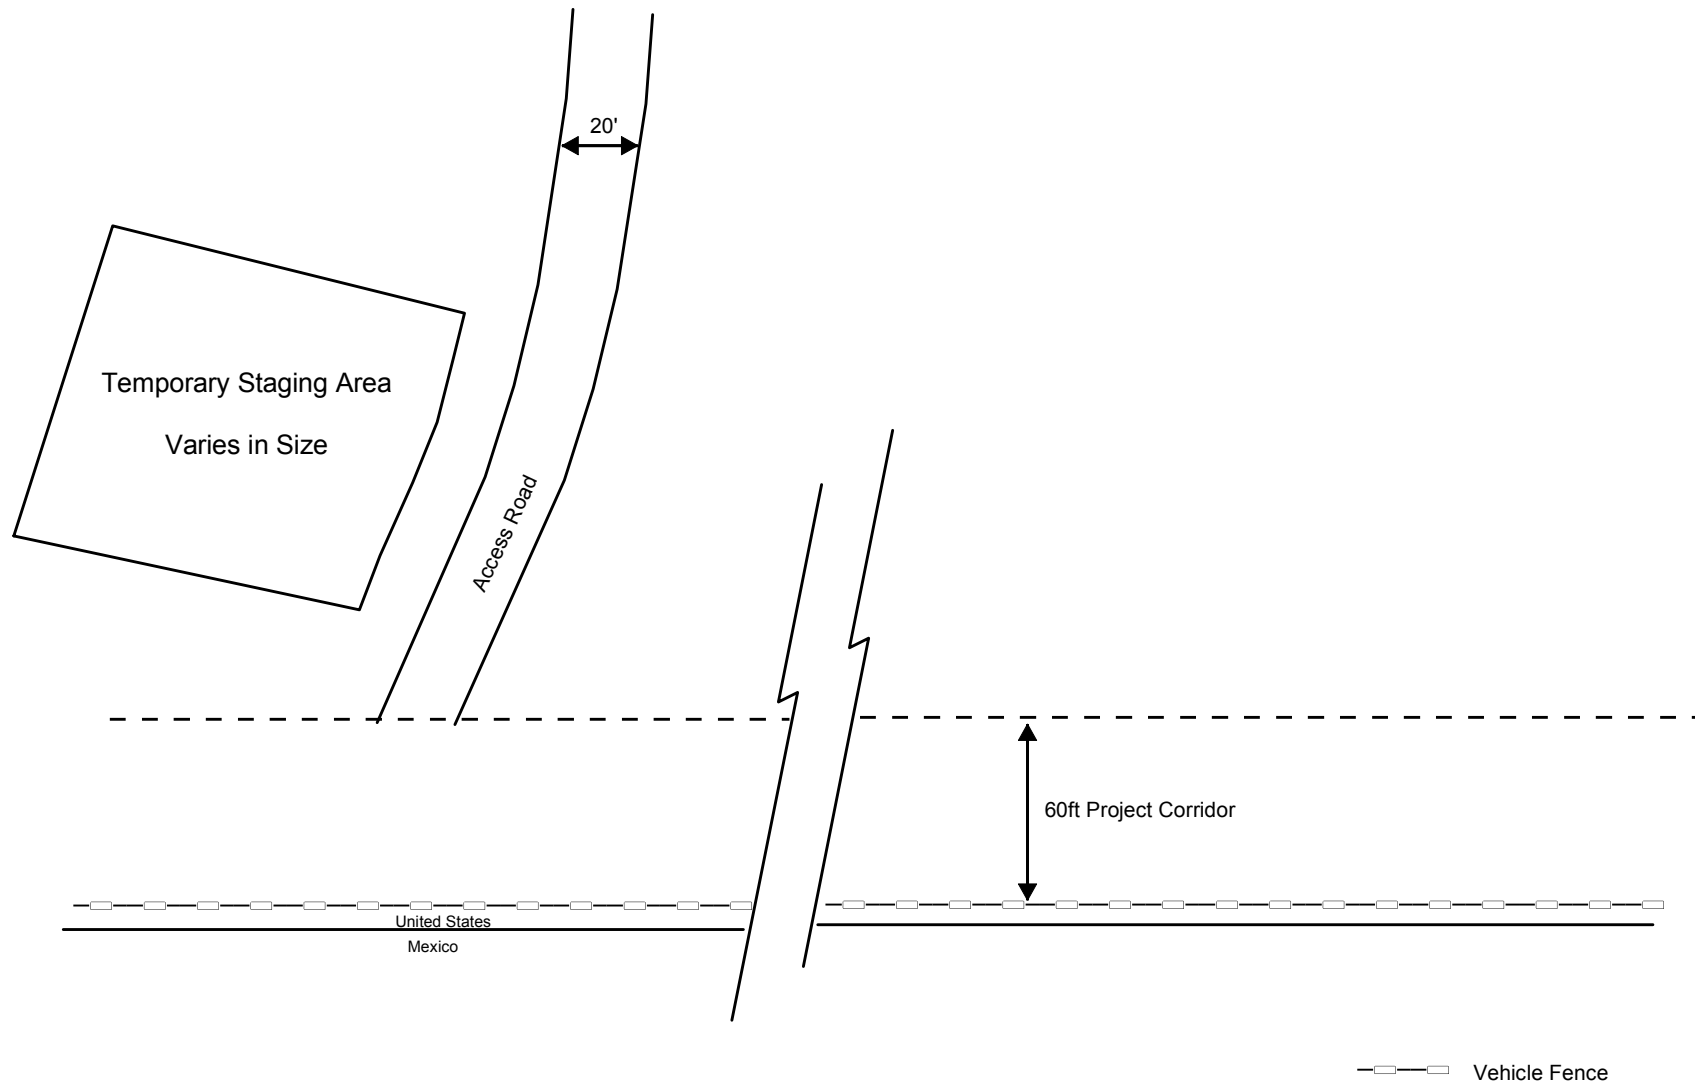 20'
Temporary Staging Area
Varies in Size
Access Road
60ft Project Corridor
United States
Mexico
Vehicle Fence